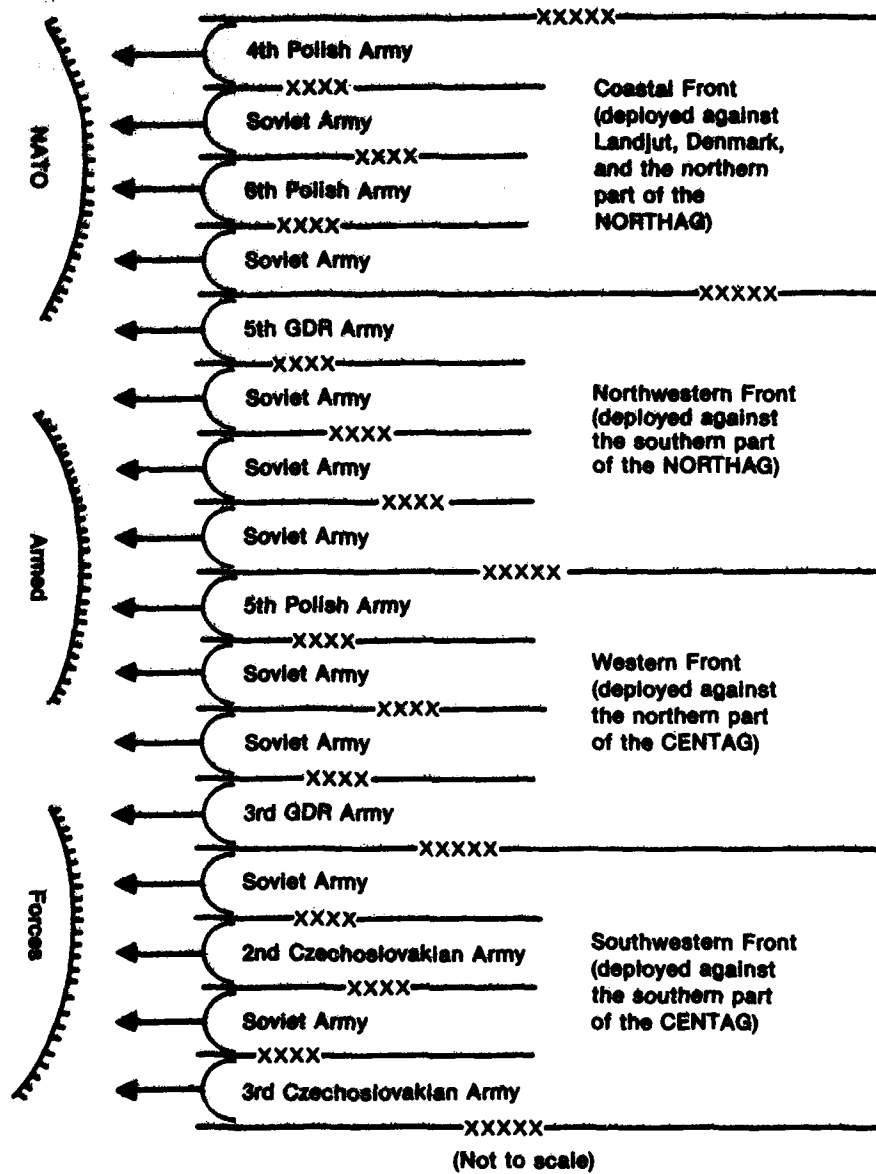 XXXXX
4th Polish Army
XXXX
Soviet Army
XXXX
6th Polish Army
XXXX
Soviet Army
Coastal Front
(deployed against
Landjut, Denmark,
and the northern
part of the
NORTHAG)
XXXXX
5th GDR Army
XXXX
Soviet Army
XXXX
Soviet Army
XXXX
Soviet Army
Northwestern Front
(deployed against
the southern part
of the NORTHAG)
XXXXX
5th Polish Army
XXXX
Soviet Army
XXXX
Soviet Army
XXXX
3rd GDR Army
Western Front
(deployed against
the northern part
of the CENTAG)
XXXXX
Soviet Army
XXXX
2nd Czechoslovakian Army
XXXX
Soviet Army
XXXX
3rd Czechoslovakian Army
Southwestern Front
(deployed against
the southern part
of the CENTAG)
XXXXX
NATO
Armed
Forces
(Not to scale)